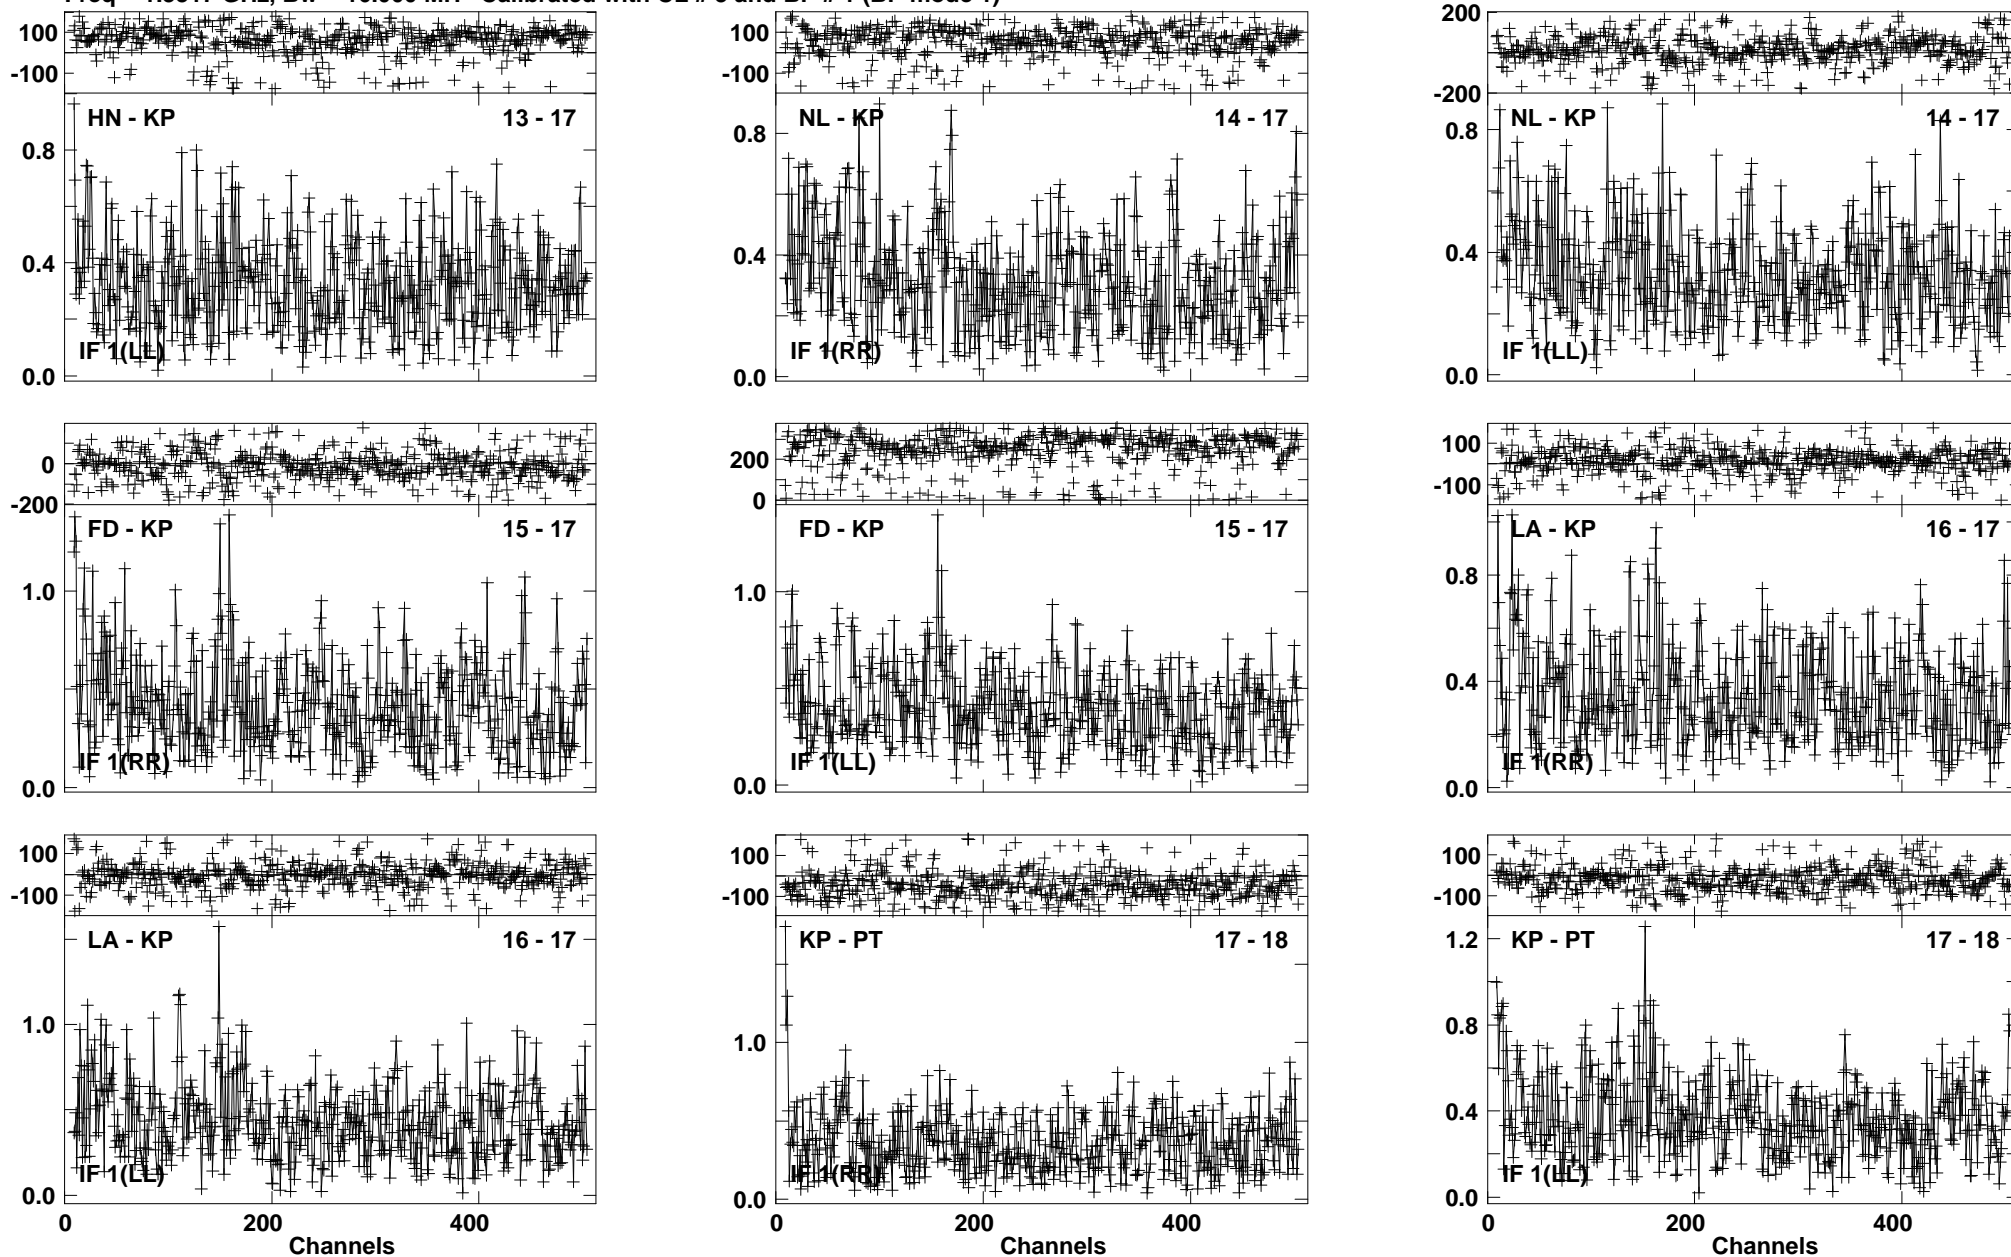 100
-100
HN - KP 13 - 17
0.8
0.4
0.0
IF 1(LL)
100
-100
NL - KP 14 - 17
0.8
0.4
0.0
IF 1(RR)
200
-200
NL - KP 14 - 17
0.8
0.4
0.0
IF 1(LL)
0
-200
FD - KP 15 - 17
1.0
0.0
IF 1(RR)
200
0
FD - KP 15 - 17
1.0
0.0
IF 1(LL)
100
-100
LA - KP 16 - 17
0.8
0.4
0.0
IF 1(RR)
100
-100
LA - KP 16 - 17
1.0
0.0
IF 1(LL)
0 200 400
Channels
100
-100
KP - PT 17 - 18
1.0
0.0
IF 1(RR)
0 200 400
Channels
100
-100
KP - PT 17 - 18
1.2
0.8
0.4
0.0
IF 1(LL)
0 200 400
Channels